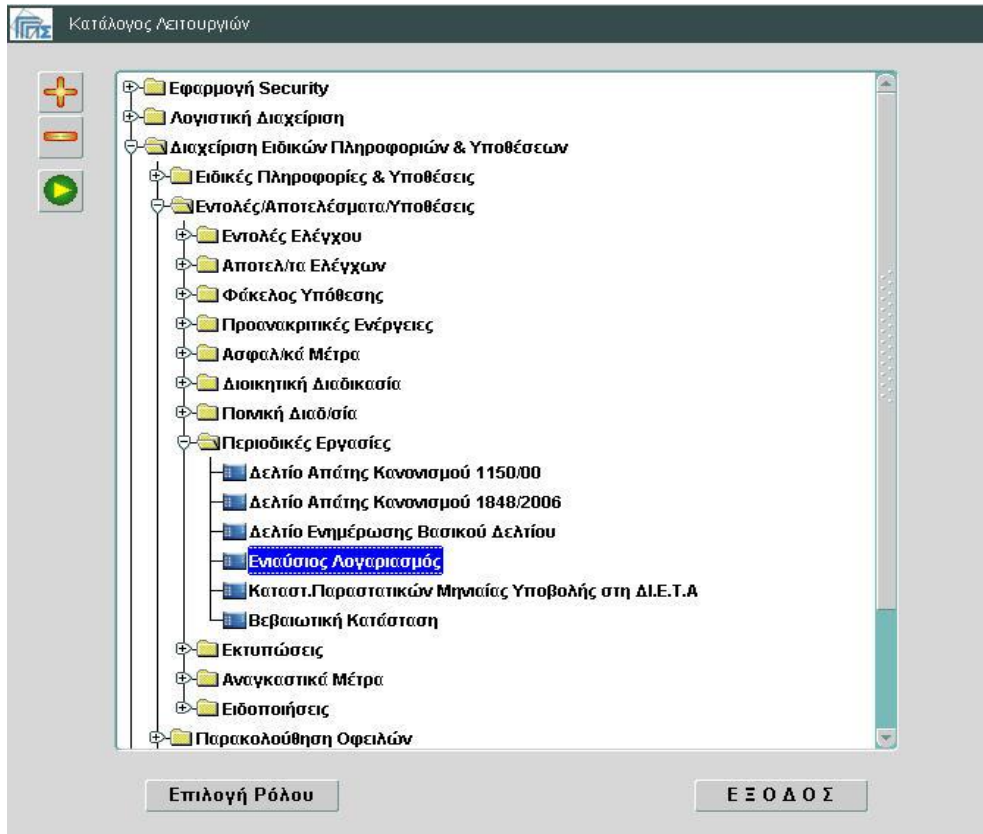 ΓΓΠΣ Κατάλογος Λειτουργιών
Εφαρμογή Security
Λογιστική Διαχείριση
Διαχείριση Ειδικών Πληροφοριών & Υποθέσεων
Ειδικές Πληροφορίες & Υποθέσεις
Εντολές/Αποτελέσματα/Υποθέσεις
Εντολές Ελέγχου
Αποτελ/τα Ελέγχων
Φάκελος Υπόθεσης
Προανακριτικές Ενέργειες
Ασφαλ/κά Μέτρα
Διοικητική Διαδικασία
Ποινική Διαδ/σία
Περιοδικές Εργασίες
Δελτίο Απάτης Κανονισμού 1150/00
Δελτίο Απάτης Κανονισμού 1848/2006
Δελτίο Ενημέρωσης Βασικού Δελτίου
Ενιαύσιος Λογαριασμός
Καταστ.Παραστατικών Μηνιαίας Υποβολής στη ΔΙ.Ε.Τ.Α
Βεβαιωτική Κατάσταση
Εκτυπώσεις
Αναγκαστικά Μέτρα
Ειδοποιήσεις
Παρακολούθηση Οφειλών
Επιλογή Ρόλου Ε Ξ Ο Δ Ο Σ